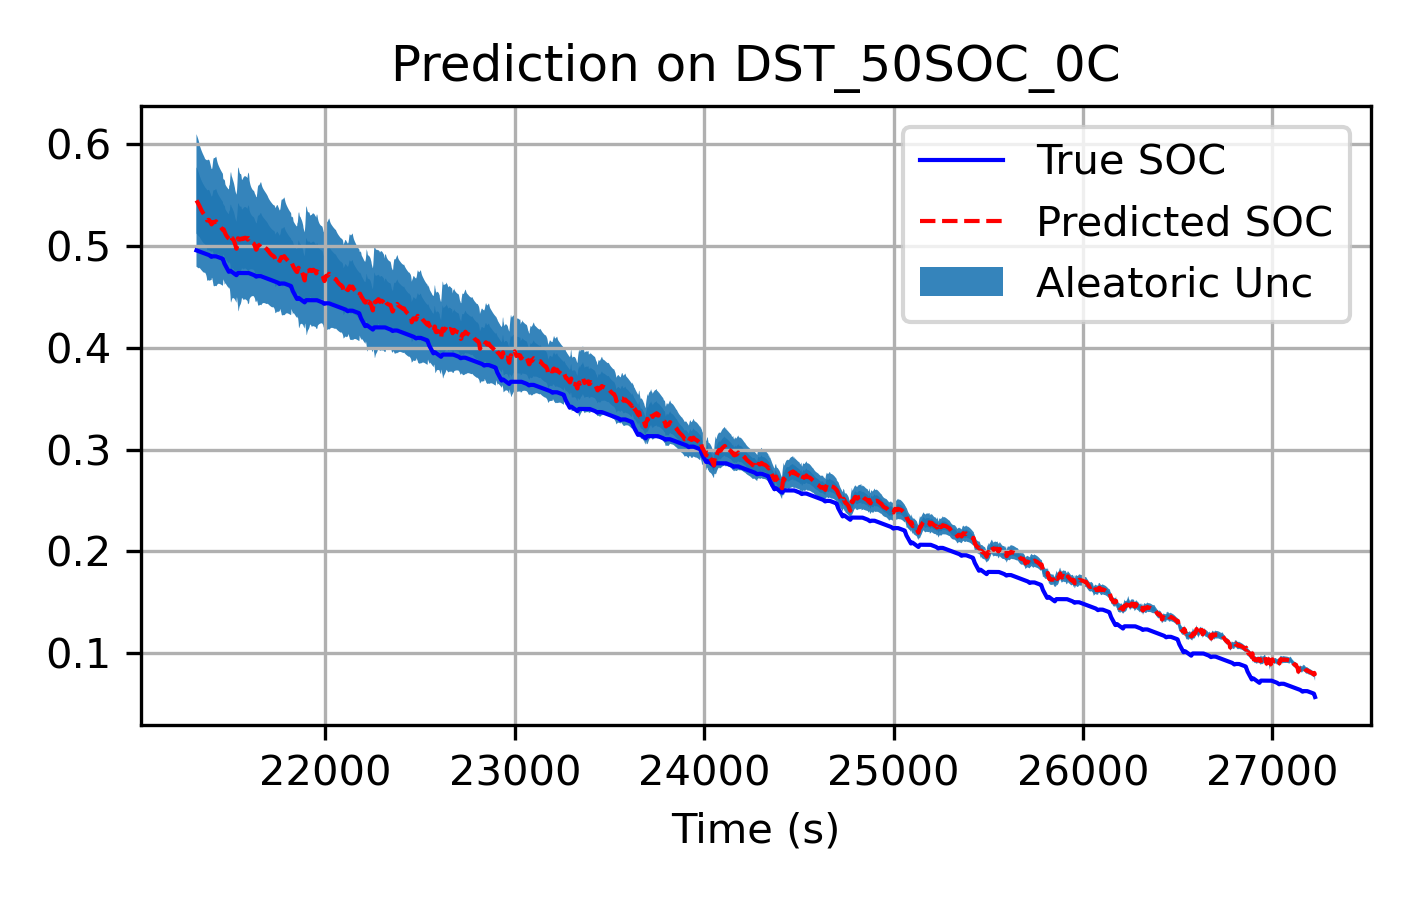 Prediction on DST_50SOC_0C
True SOC
Predicted SOC
Aleatoric Unc
0.6
0.5
0.4
0.3
0.2
0.1
22000 23000 24000 25000 26000 27000
Time (s)